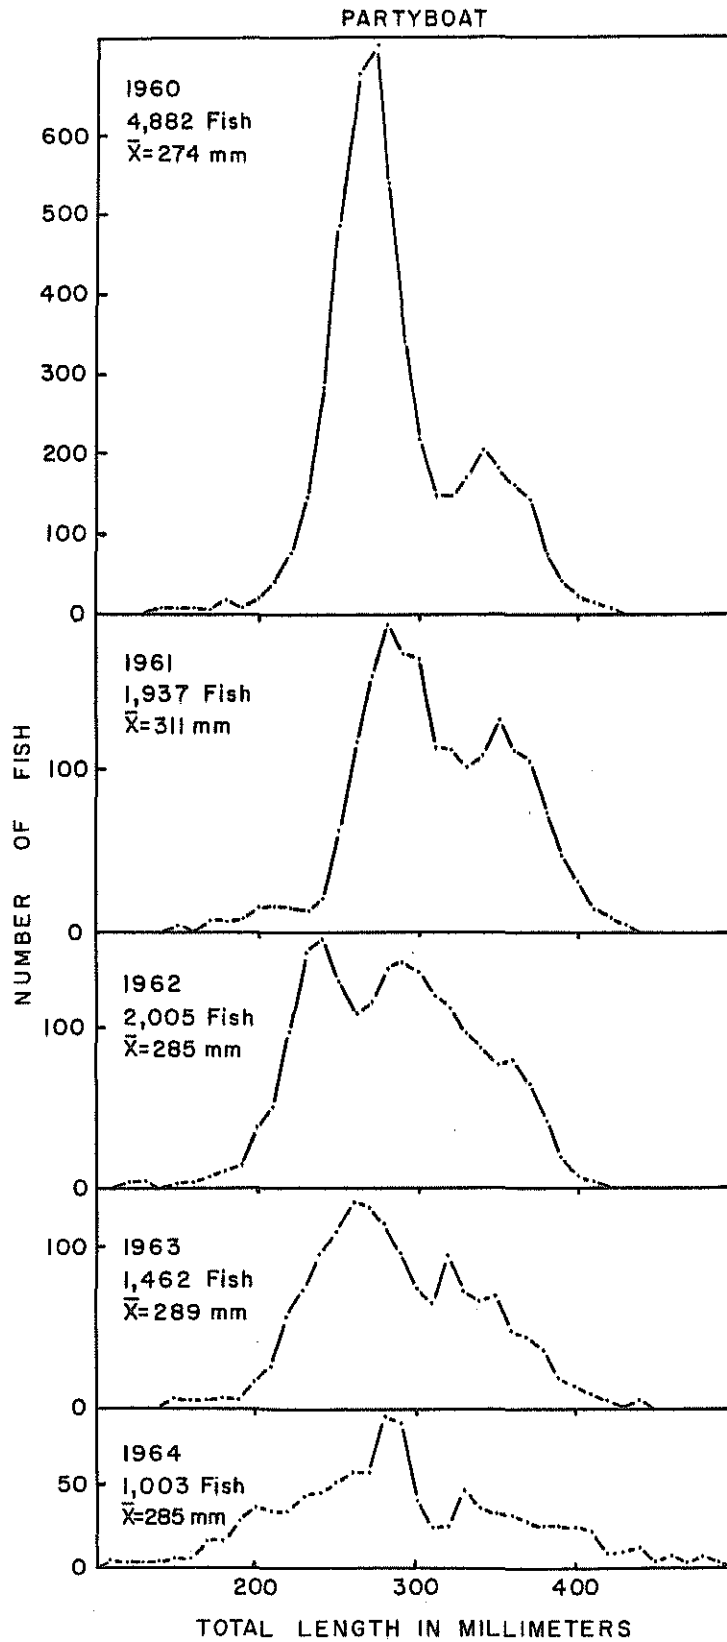 PARTYBOAT
1960
4,882 Fish
X̄=274 mm
600
500
400
300
200
100
0
1961
1,937 Fish
X̄=311 mm
100
0
1962
2,005 Fish
X̄=285 mm
100
0
1963
1,462 Fish
X̄=289 mm
100
0
1964
1,003 Fish
X̄=285 mm
50
0
NUMBER OF FISH
200 300 400
TOTAL LENGTH IN MILLIMETERS